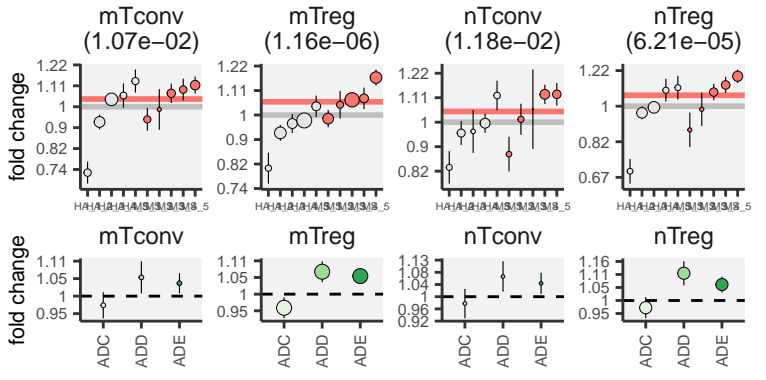 mTconv mTreg nTconv nTreg
(1.07e−02) (1.16e−06) (1.18e−02) (6.21e−05)
fold change
1.22 1.11 1 0.9 0.82 0.74
1.22 1.11 1 0.9 0.82 0.74
1.22 1.11 1 0.9 0.82
1.22 1.11 1 0.82 0.67
mTconv mTreg nTconv nTreg
fold change
1.11 1.05 1 0.95
1.11 1.05 1 0.95
1.13 1.08 1.04 1 0.96 0.92
1.16 1.11 1.05 1 0.95
ADC ADD ADE
ADC ADD ADE
ADC ADD ADE
ADC ADD ADE